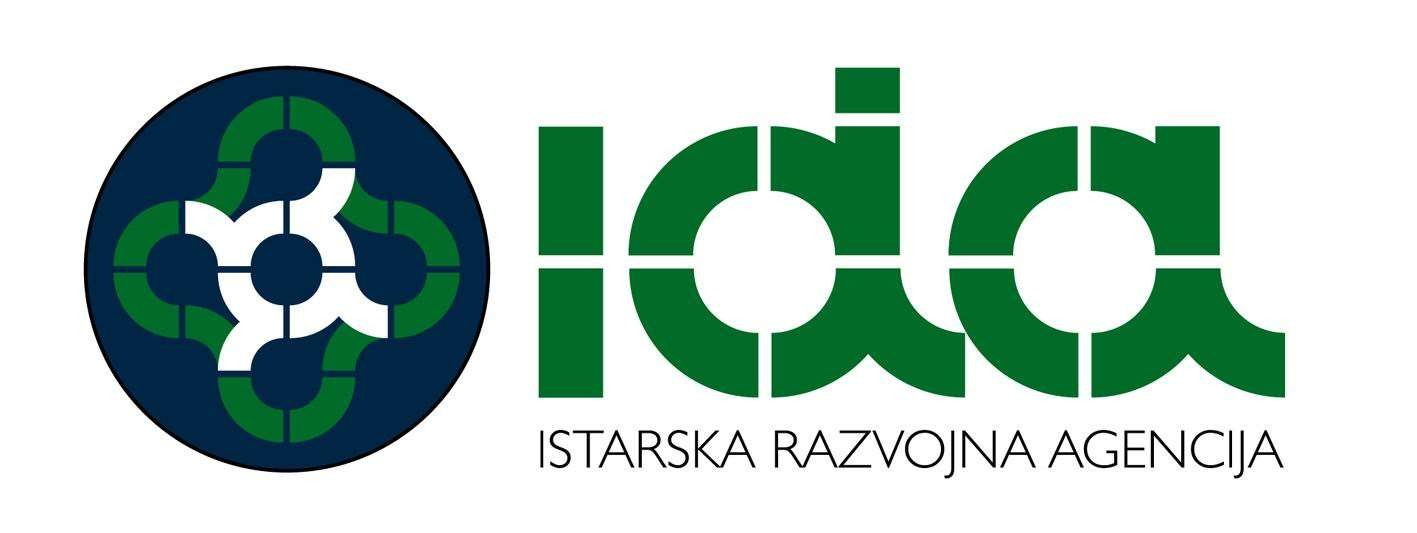 ida
ISTARSKA RAZVOJNA AGENCIJA